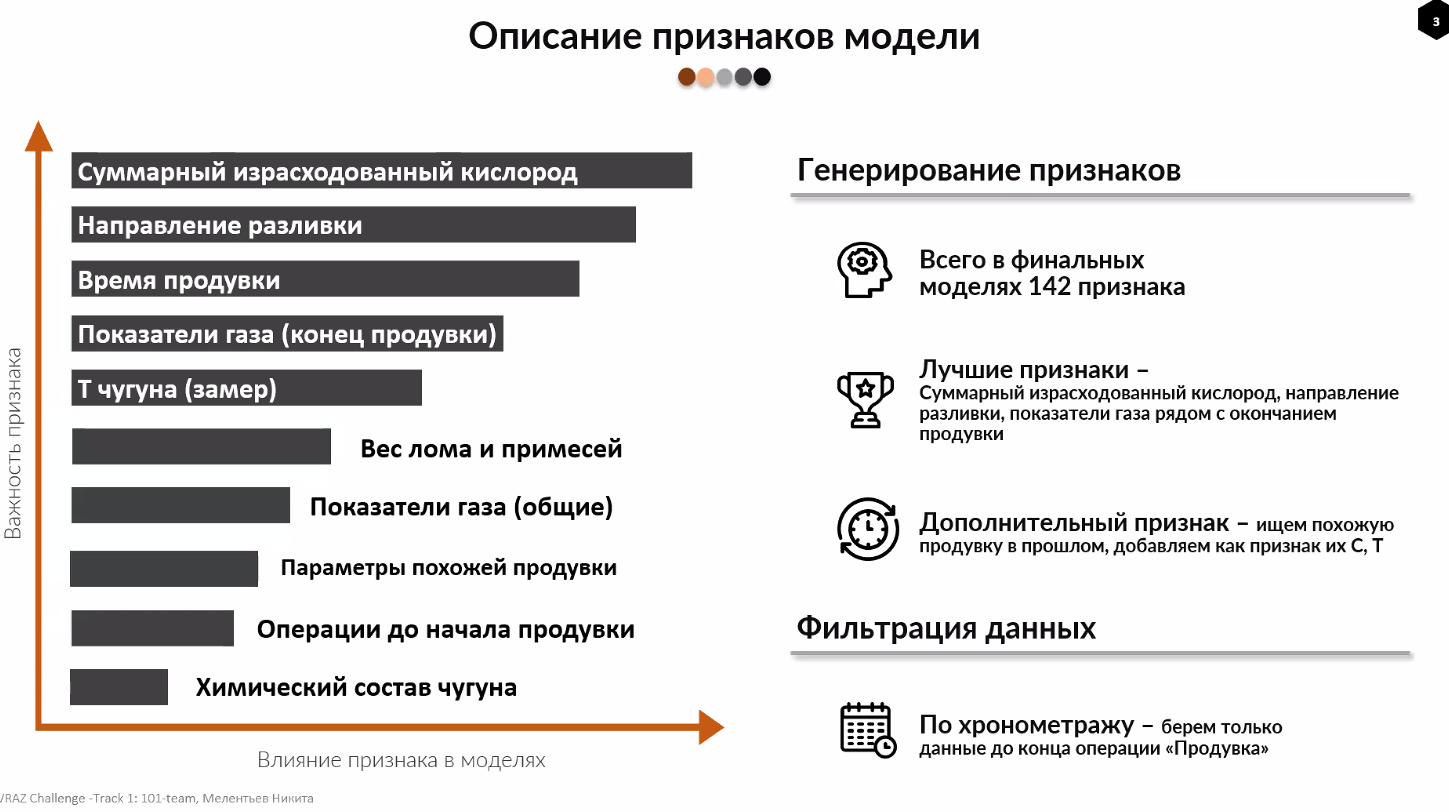 3
Описание признаков модели
Важность признака
Суммарный израсходованный кислород
Направление разливки
Время продувки
Показатели газа (конец продувки)
Т чугуна (замер)
Вес лома и примесей
Показатели газа (общие)
Параметры похожей продувки
Операции до начала продувки
Химический состав чугуна
Влияние признака в моделях
Генерирование признаков
Всего в финальных
моделях 142 признака
Лучшие признаки –
Суммарный израсходованный кислород, направление
разливки, показатели газа рядом с окончанием
продувки
Дополнительный признак – ищем похожую
продувку в прошлом, добавляем как признак их С, Т
Фильтрация данных
По хронометражу – берем только
данные до конца операции «Продувка»
VRAZ Challenge -Track 1: 101-team, Мелентьев Никита